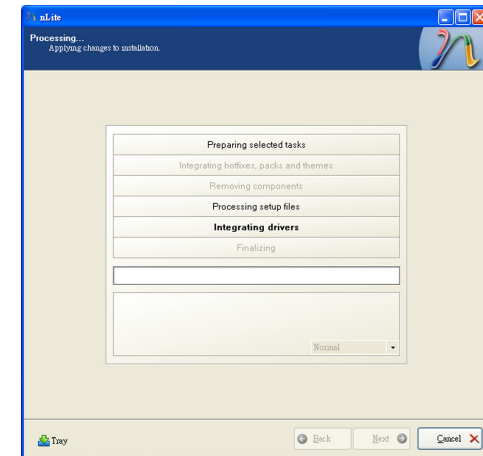 nLite
Processing...
Applying changes to installation.
Preparing selected tasks
Integrating hotfixes, packs and themes
Removing components
Processing setup files
Integrating drivers
Finalizing
Normal
Tray
Back
Next
Cancel